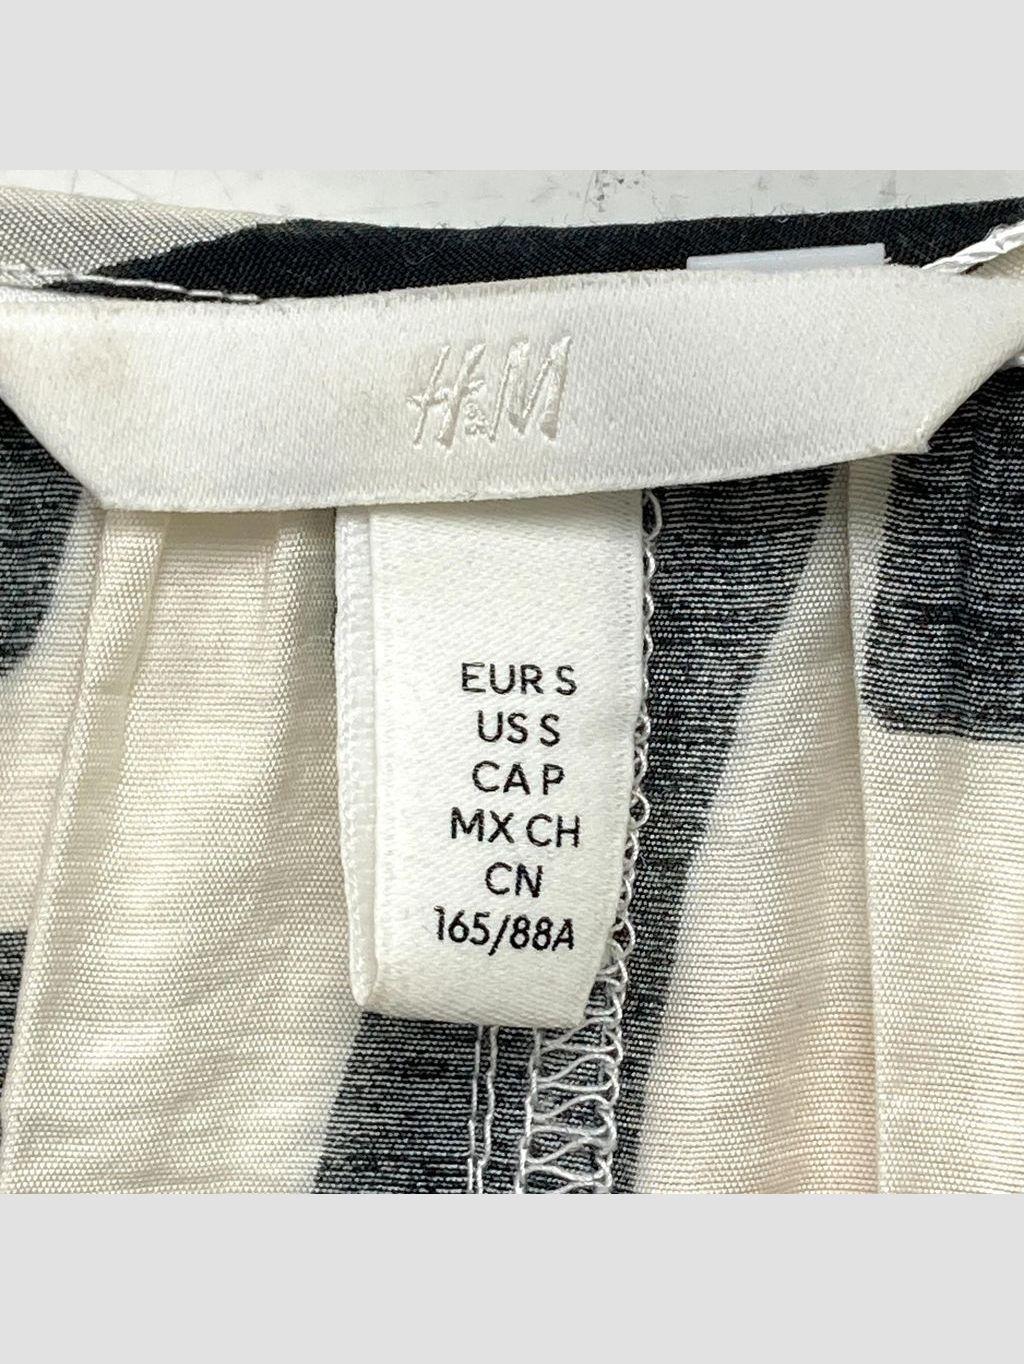 H&M
EUR S
US S
CA P
MX CH
CN
165/88A